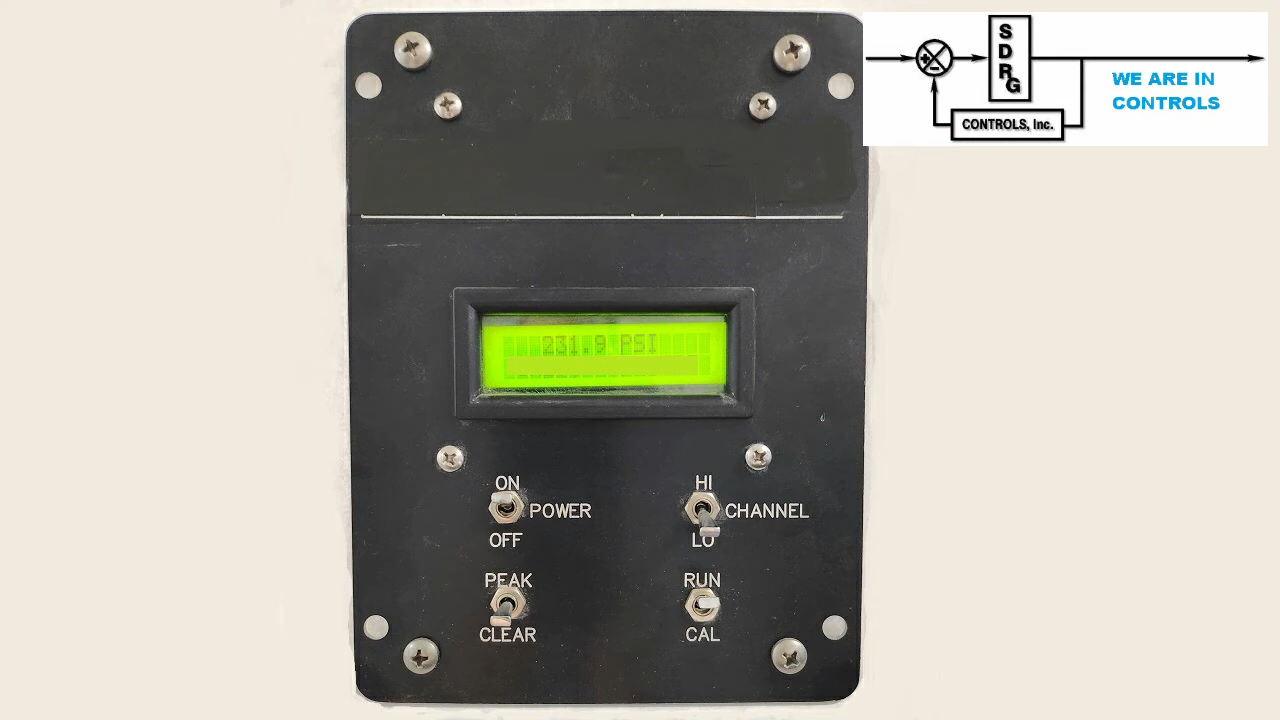 SDRG
CONTROLS, Inc.
WE ARE IN
CONTROLS
231.9 PSI
ON
POWER
OFF
HI
CHANNEL
LO
PEAK
CLEAR
RUN
CAL